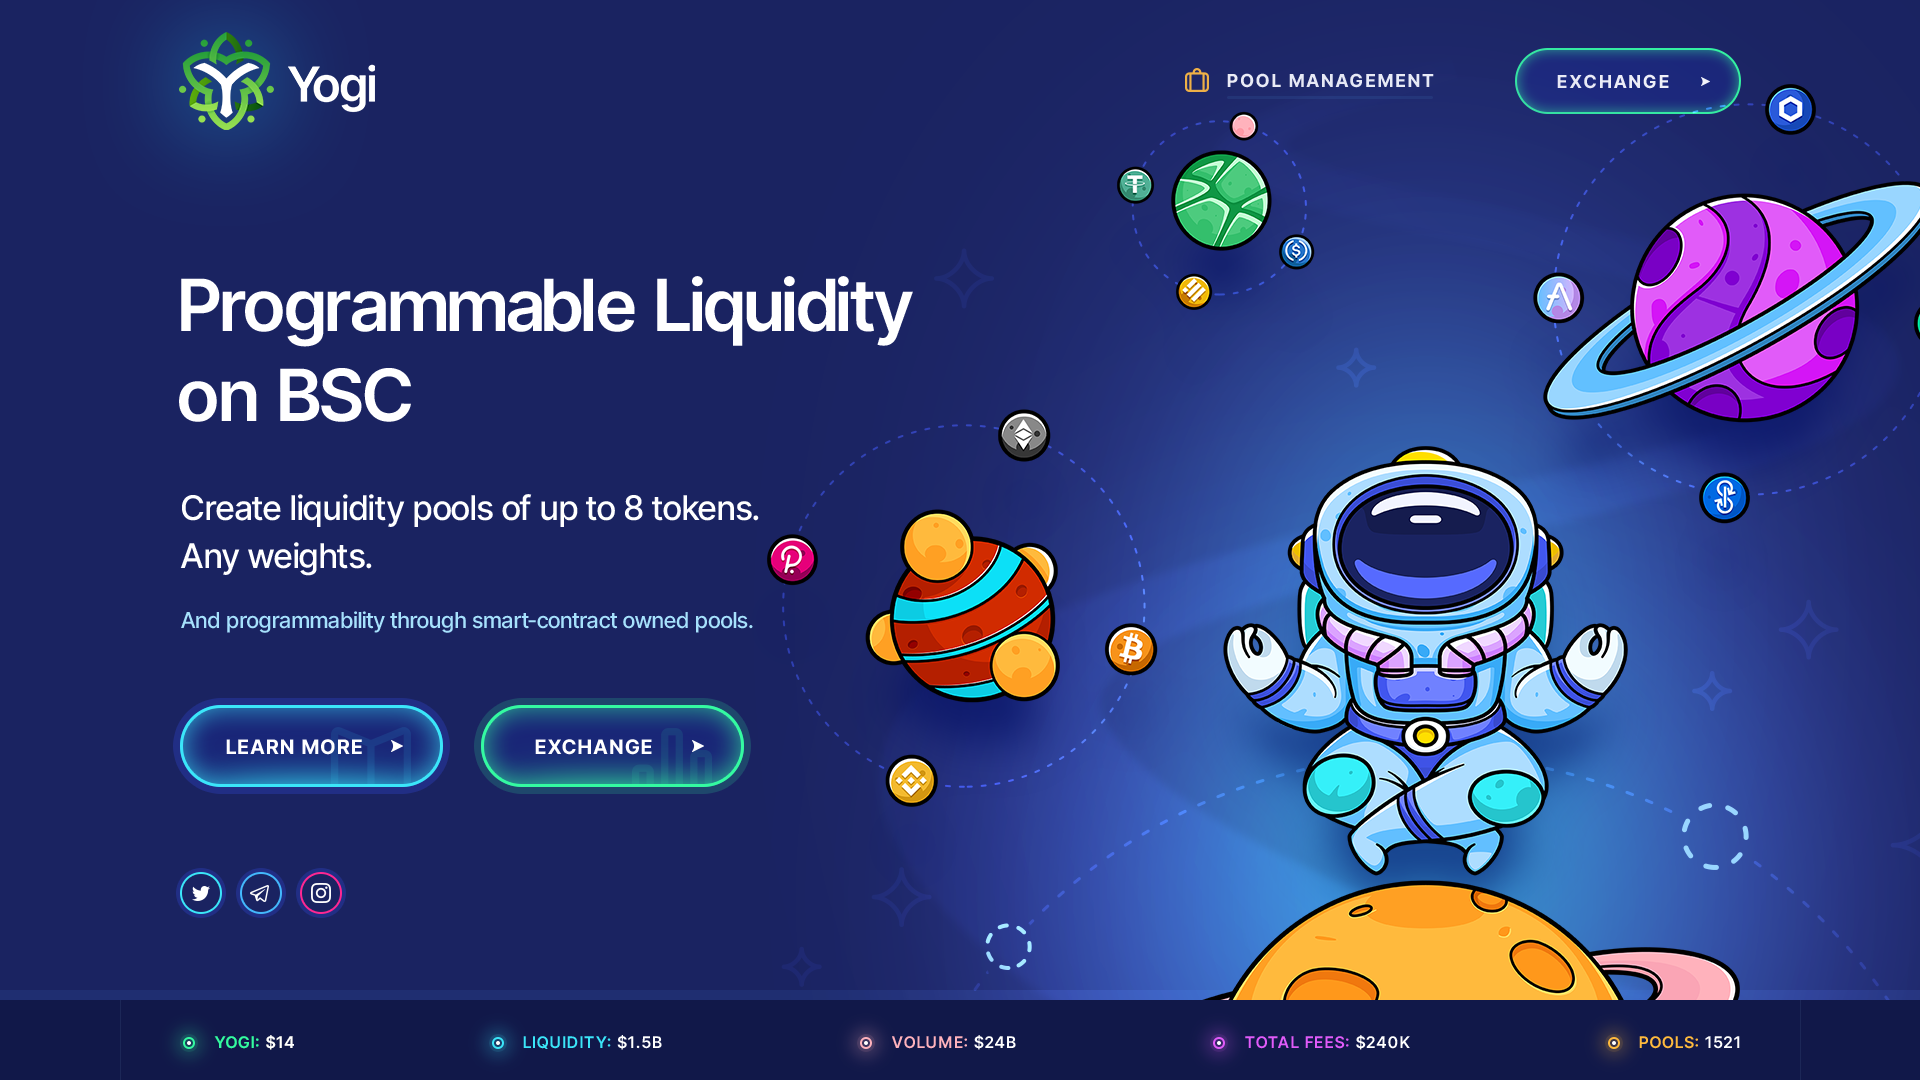 Yogi
POOL MANAGEMENT
EXCHANGE
Programmable Liquidity
on BSC
Create liquidity pools of up to 8 tokens.
Any weights.
And programmability through smart-contract owned pools.
LEARN MORE
EXCHANGE
YOGI: $14
LIQUIDITY: $1.5B
VOLUME: $24B
TOTAL FEES: $240K
POOLS: 1521